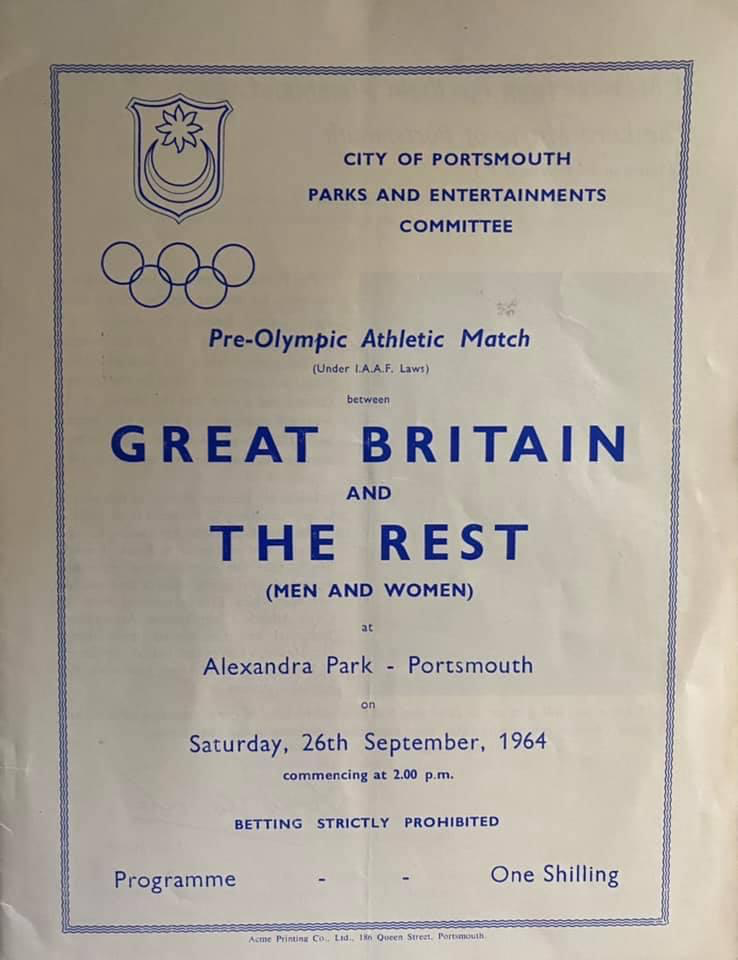 CITY OF PORTSMOUTH
PARKS AND ENTERTAINMENTS
COMMITTEE
Pre-Olympic Athletic Match
(Under I.A.A.F. Laws)
between
GREAT BRITAIN
AND
THE REST
(MEN AND WOMEN)
at
Alexandra Park - Portsmouth
on
Saturday, 26th September, 1964
commencing at 2.00 p.m.
BETTING STRICTLY PROHIBITED
Programme - - One Shilling
Acme Printing Co., Ltd., 186 Queen Street, Portsmouth.